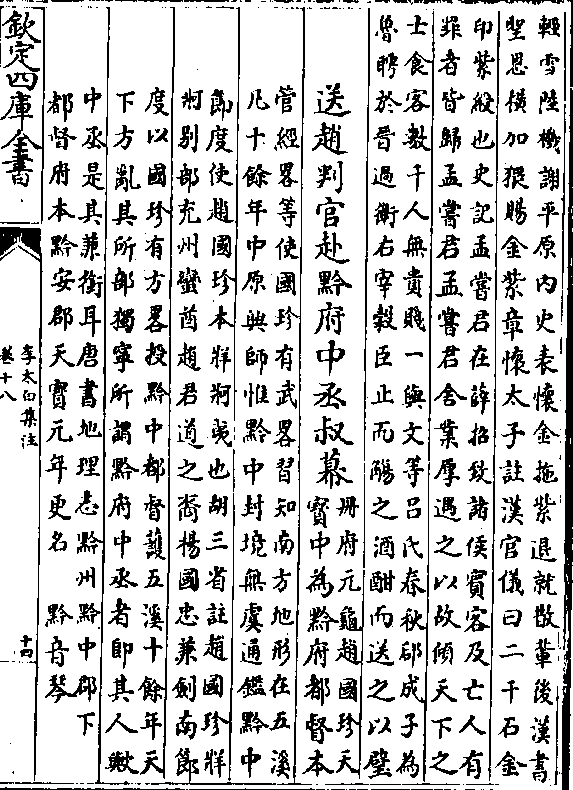 輕雪陸機謝平原內史表懷金拖紫退就散輩後漢書
聖恩橫加猥賜金紫章懷太子註漢官儀曰二千石金
印紫綬也史記孟嘗君在薛招致諸侯賓客及亡人有
罪者皆歸孟嘗君孟嘗君舍業厚遇之以故傾天下之
士食客數千人無貴賤一與文等呂氏春秋郈成子為
魯聘於晉過衛右宰穀臣止而觴之酒酣而送之以璧
送趙判官赴黔府中丞叔幕
冊府元龜趙國珍天
寳中為黔府都督本
管經畧等使國珍有武畧習知南方地形在五溪
凡十餘年中原興師惟黔中封境無虞通鑑黔中
節度使趙國珍本牂牁夷也胡三省註趙國珍牂
牁别部充州蠻酋趙君道之裔楊國忠兼劍南節
度以國珍有方畧授黔中都督護五溪十餘年天
下方亂其所部獨寧所謂黔府中丞者即其人歟
中丞是其兼銜耳唐書地理志黔州黔中郡下
都督府本黔安郡天寳元年更名 黔音琴
欽定四庫全書
李太白集注
卷十八
十四